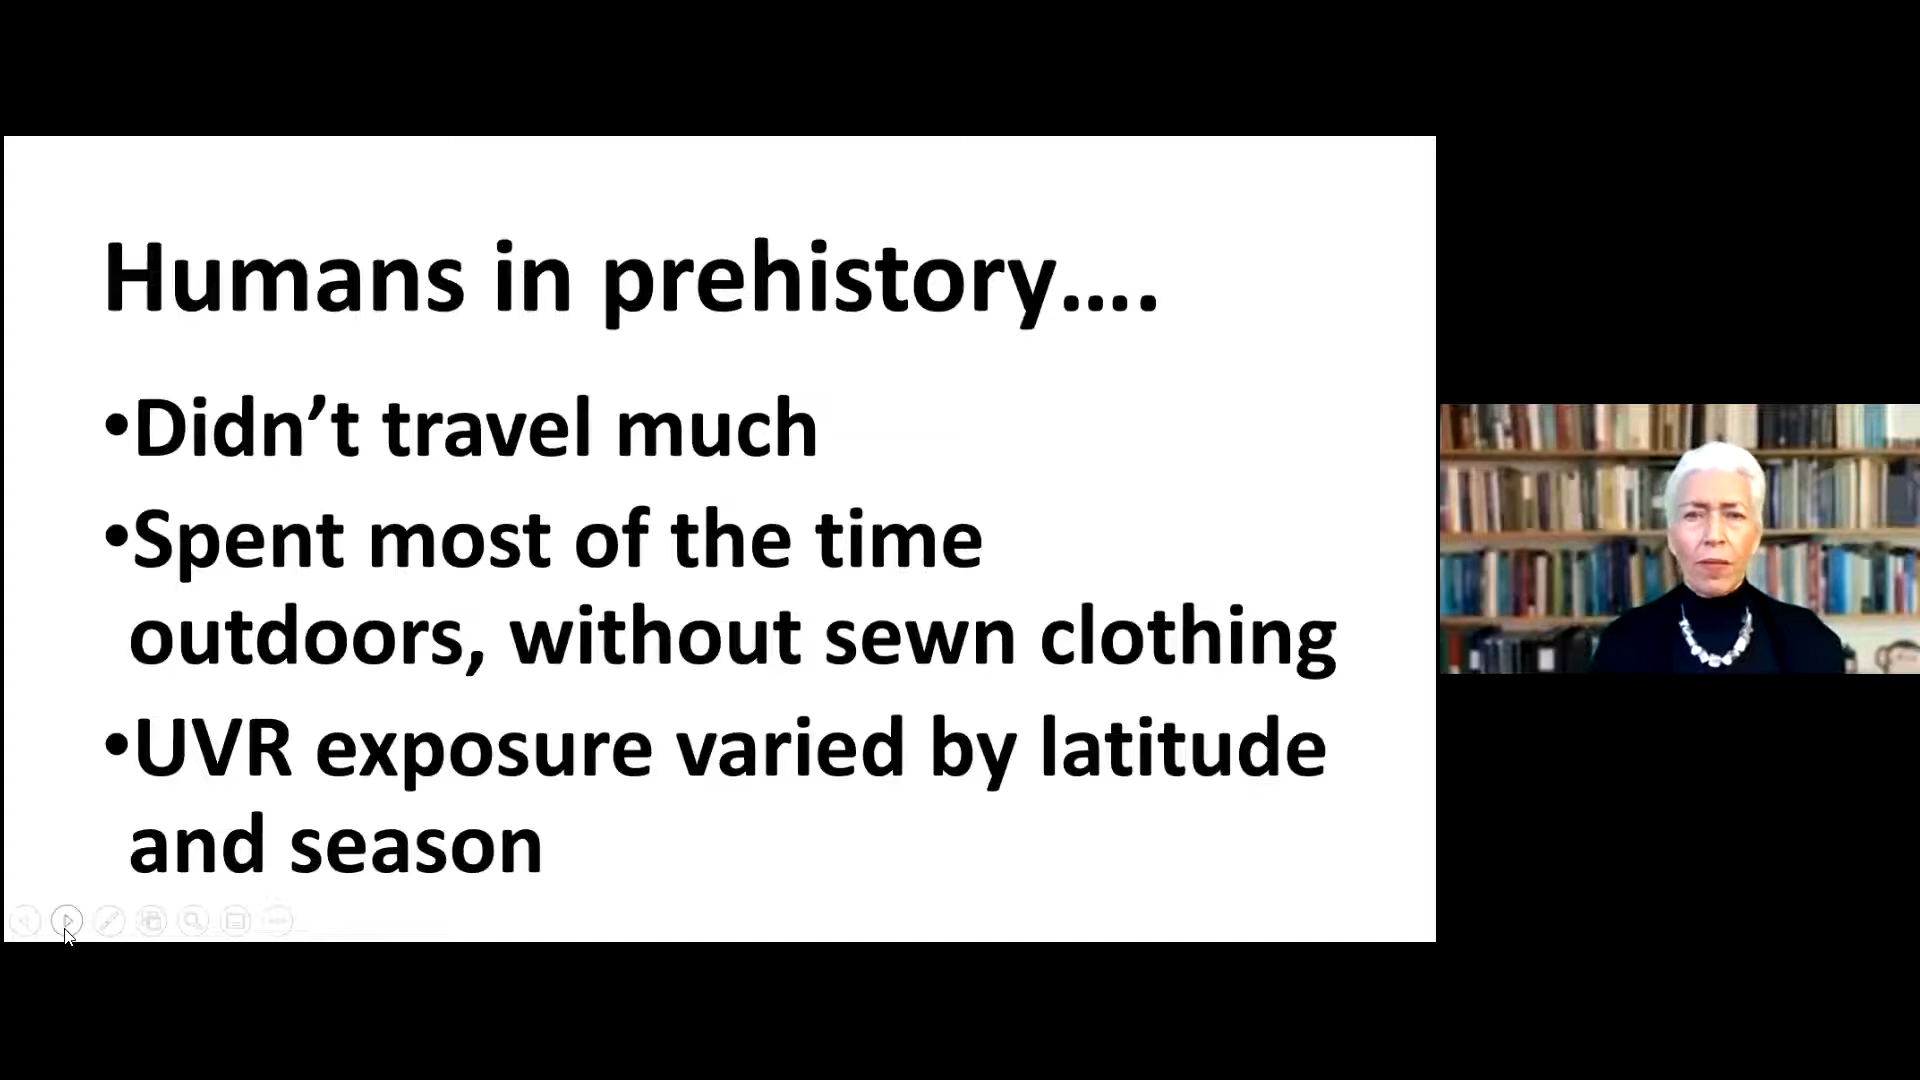 Humans in prehistory....
•Didn’t travel much
•Spent most of the time
outdoors, without sewn clothing
•UVR exposure varied by latitude
and season